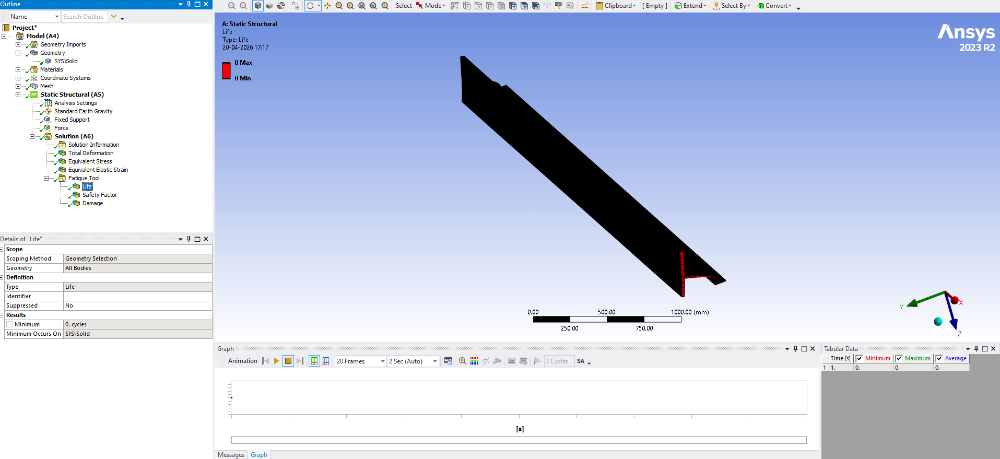 Outline
Name
Search Outline
Project*
Model (A4)
Geometry Imports
Geometry
SYS\Solid
Materials
Coordinate Systems
Mesh
Static Structural (A5)
Analysis Settings
Standard Earth Gravity
Fixed Support
Force
Solution (A6)
Solution Information
Total Deformation
Equivalent Stress
Equivalent Elastic Strain
Fatigue Tool
Life
Safety Factor
Damage
Details of "Life"
Scope
Scoping Method Geometry Selection
Geometry All Bodies
Definition
Type Life
Identifier
Suppressed No
Results
Minimum 0. cycles
Minimum Occurs On SYS\Solid
Select Mode Clipboard [ Empty ] Extend Select By Convert
A: Static Structural
Life
Type: Life
20-04-2026 17:17
0 Max
0 Min
Ansys
2023 R2
0.00 500.00 1000.00 (mm)
250.00 750.00
Y
X
Z
Graph
Animation 20 Frames 2 Sec (Auto) 3 Cycles SA
[s]
Messages Graph
Tabular Data
Time [s] Minimum Maximum Average
1 1. 0. 0. 0.